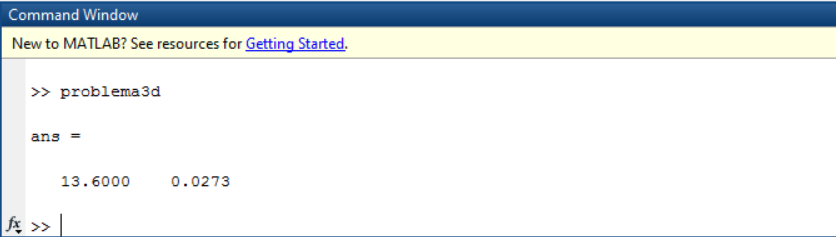 Command Window
New to MATLAB? See resources for Getting Started.
>> problema3d
ans =
13.6000 0.0273
fx >>